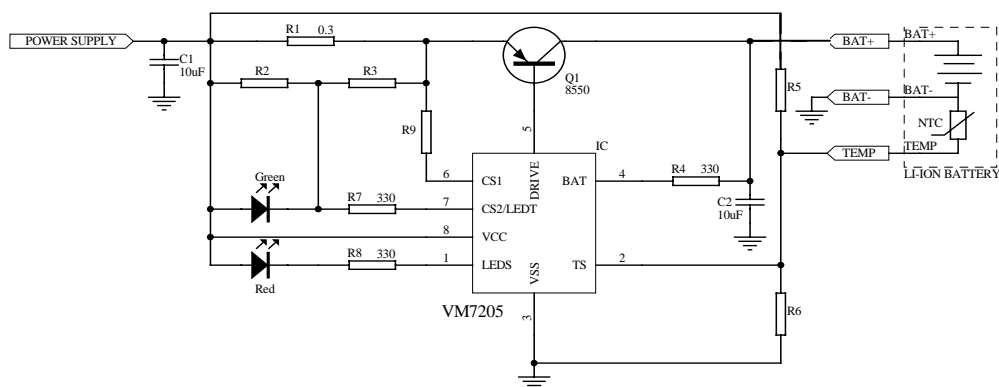 POWER SUPPLY
R1 0.3
C1
10uF
R2
R3
Q1
8550
R5
BAT+ BAT+
BAT- BAT-
NTC
TEMP TEMP
LI-ION BATTERY
R9
5
IC
DRIVE
6 CS1
BAT 4
R4 330
Green
R7 330
7 CS2/LEDT
C2
10uF
8 VCC
R8 330
1 LEDS
TS 2
Red
VSS
3
VM7205
R6